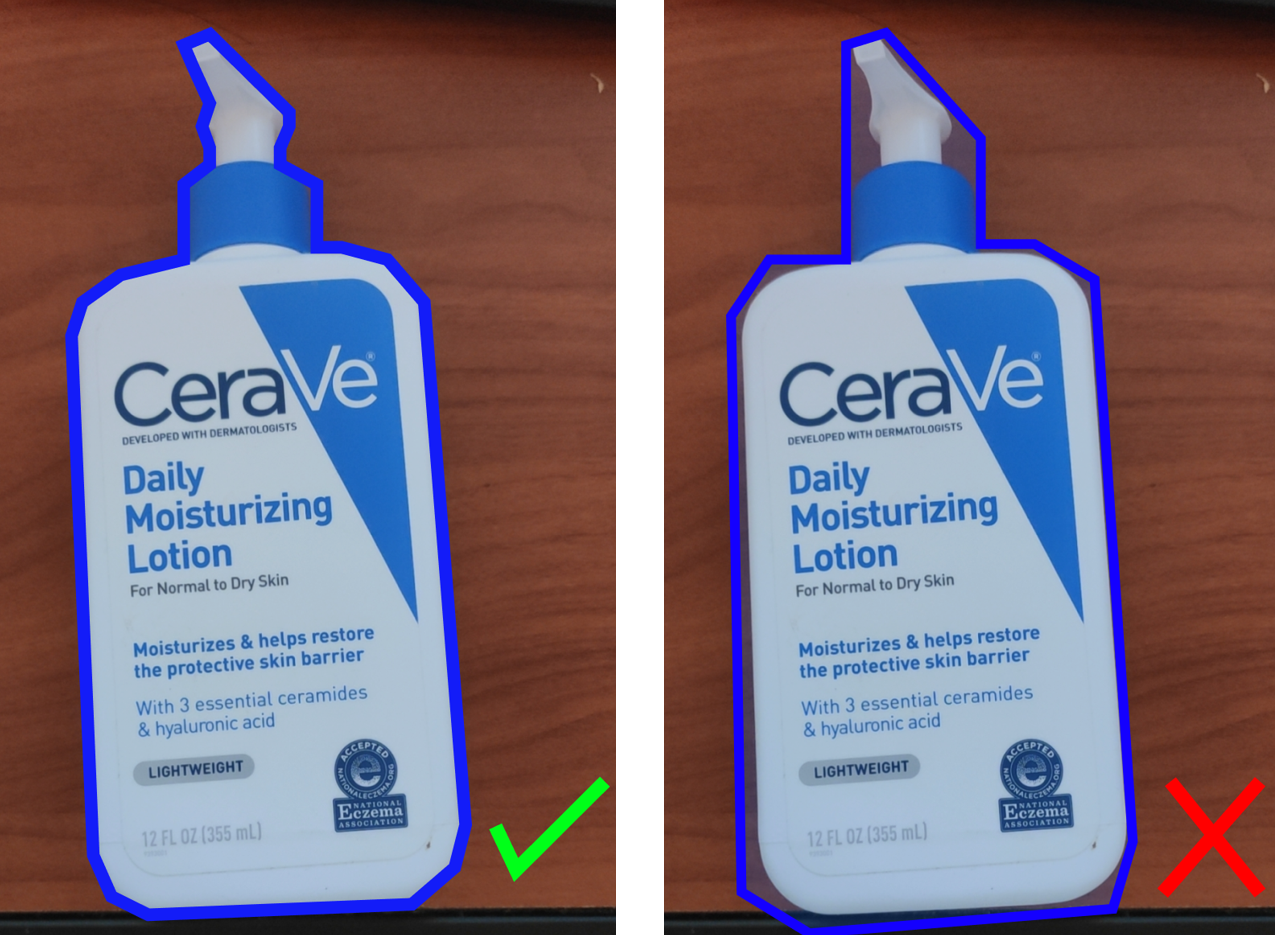 CeraVe®
DEVELOPED WITH DERMATOLOGISTS
Daily
Moisturizing
Lotion
For Normal to Dry Skin
Moisturizes & helps restore
the protective skin barrier
With 3 essential ceramides
& hyaluronic acid
LIGHTWEIGHT
ACCEPTED
NATIONALECZEMA.ORG
NATIONAL
Eczema
ASSOCIATION
12 FL OZ (355 mL)
CeraVe®
DEVELOPED WITH DERMATOLOGISTS
Daily
Moisturizing
Lotion
For Normal to Dry Skin
Moisturizes & helps restore
the protective skin barrier
With 3 essential ceramides
& hyaluronic acid
LIGHTWEIGHT
ACCEPTED
NATIONALECZEMA.ORG
NATIONAL
Eczema
ASSOCIATION
12 FL OZ (355 mL)